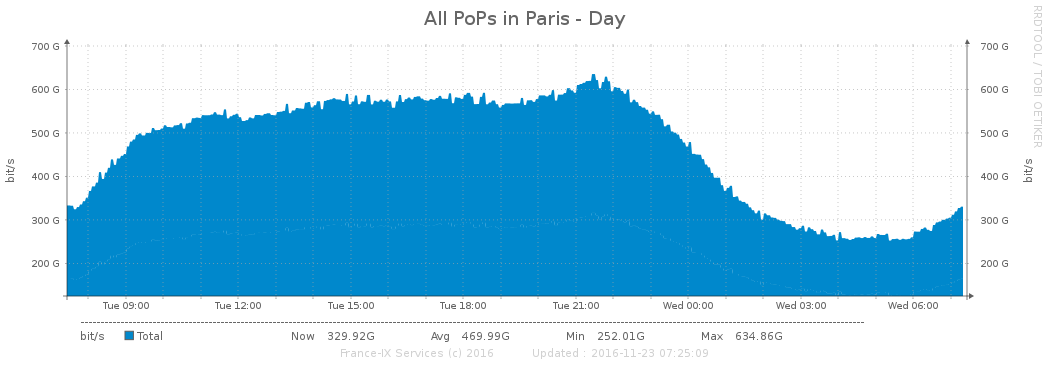 All PoPs in Paris - Day
RRDTOOL / TOBI OETIKER
700 G 700 G
600 G 600 G
500 G 500 G
400 G 400 G
300 G 300 G
200 G 200 G
bit/s bit/s
Tue 09:00 Tue 12:00 Tue 15:00 Tue 18:00 Tue 21:00 Wed 00:00 Wed 03:00 Wed 06:00
bit/s Total Now 329.92G Avg 469.99G Min 252.01G Max 634.86G
France-IX Services (c) 2016 Updated : 2016-11-23 07:25:09